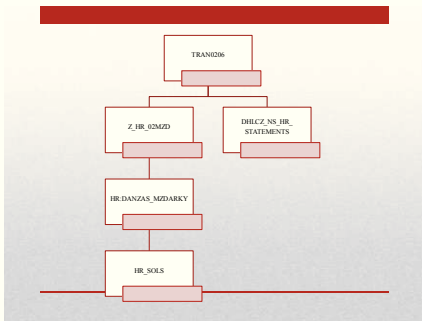 TRAN0206
Z_HR_02MZD
DHLCZ_NS_HR_
STATEMENTS
HR:DANZAS_MZDARKY
HR_SOLS